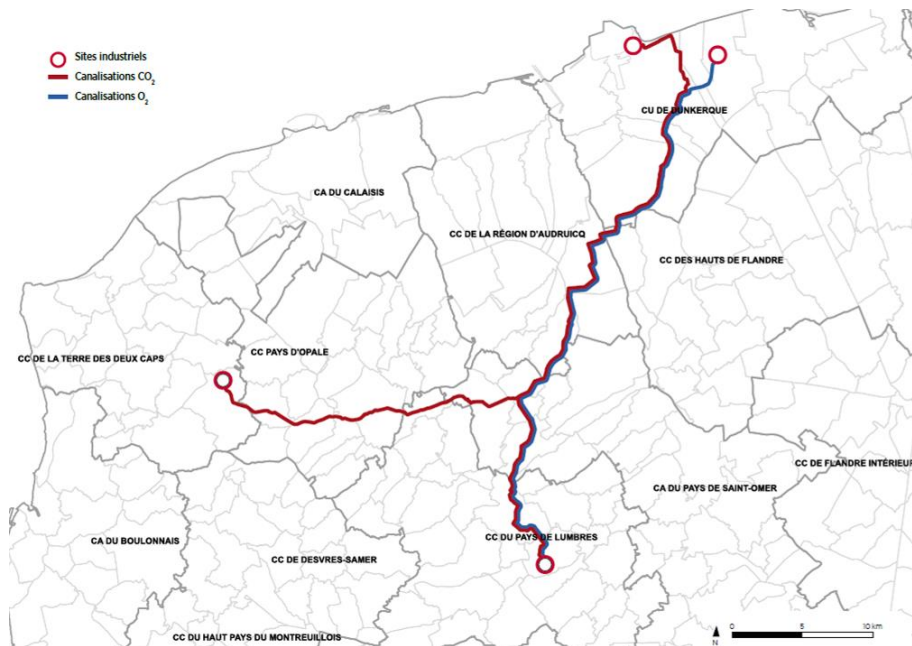 Sites industriels
Canalisations CO₂
Canalisations O₂
CU DE DUNKERQUE
CA DU CALAISIS
CC DE LA RÉGION D'AUDRUICQ
CC DES HAUTS DE FLANDRE
CC DE LA TERRE DES DEUX CAPS
CC PAYS D'OPALE
CC DE FLANDRE INTÉRIEUR
CA DU PAYS DE SAINT-OMER
CA DU BOULONNAIS
CC DU PAYS DE LUMBRES
CC DE DESVRES-SAMER
CC DU HAUT PAYS DU MONTREUILLOIS
N
0 5 10 km